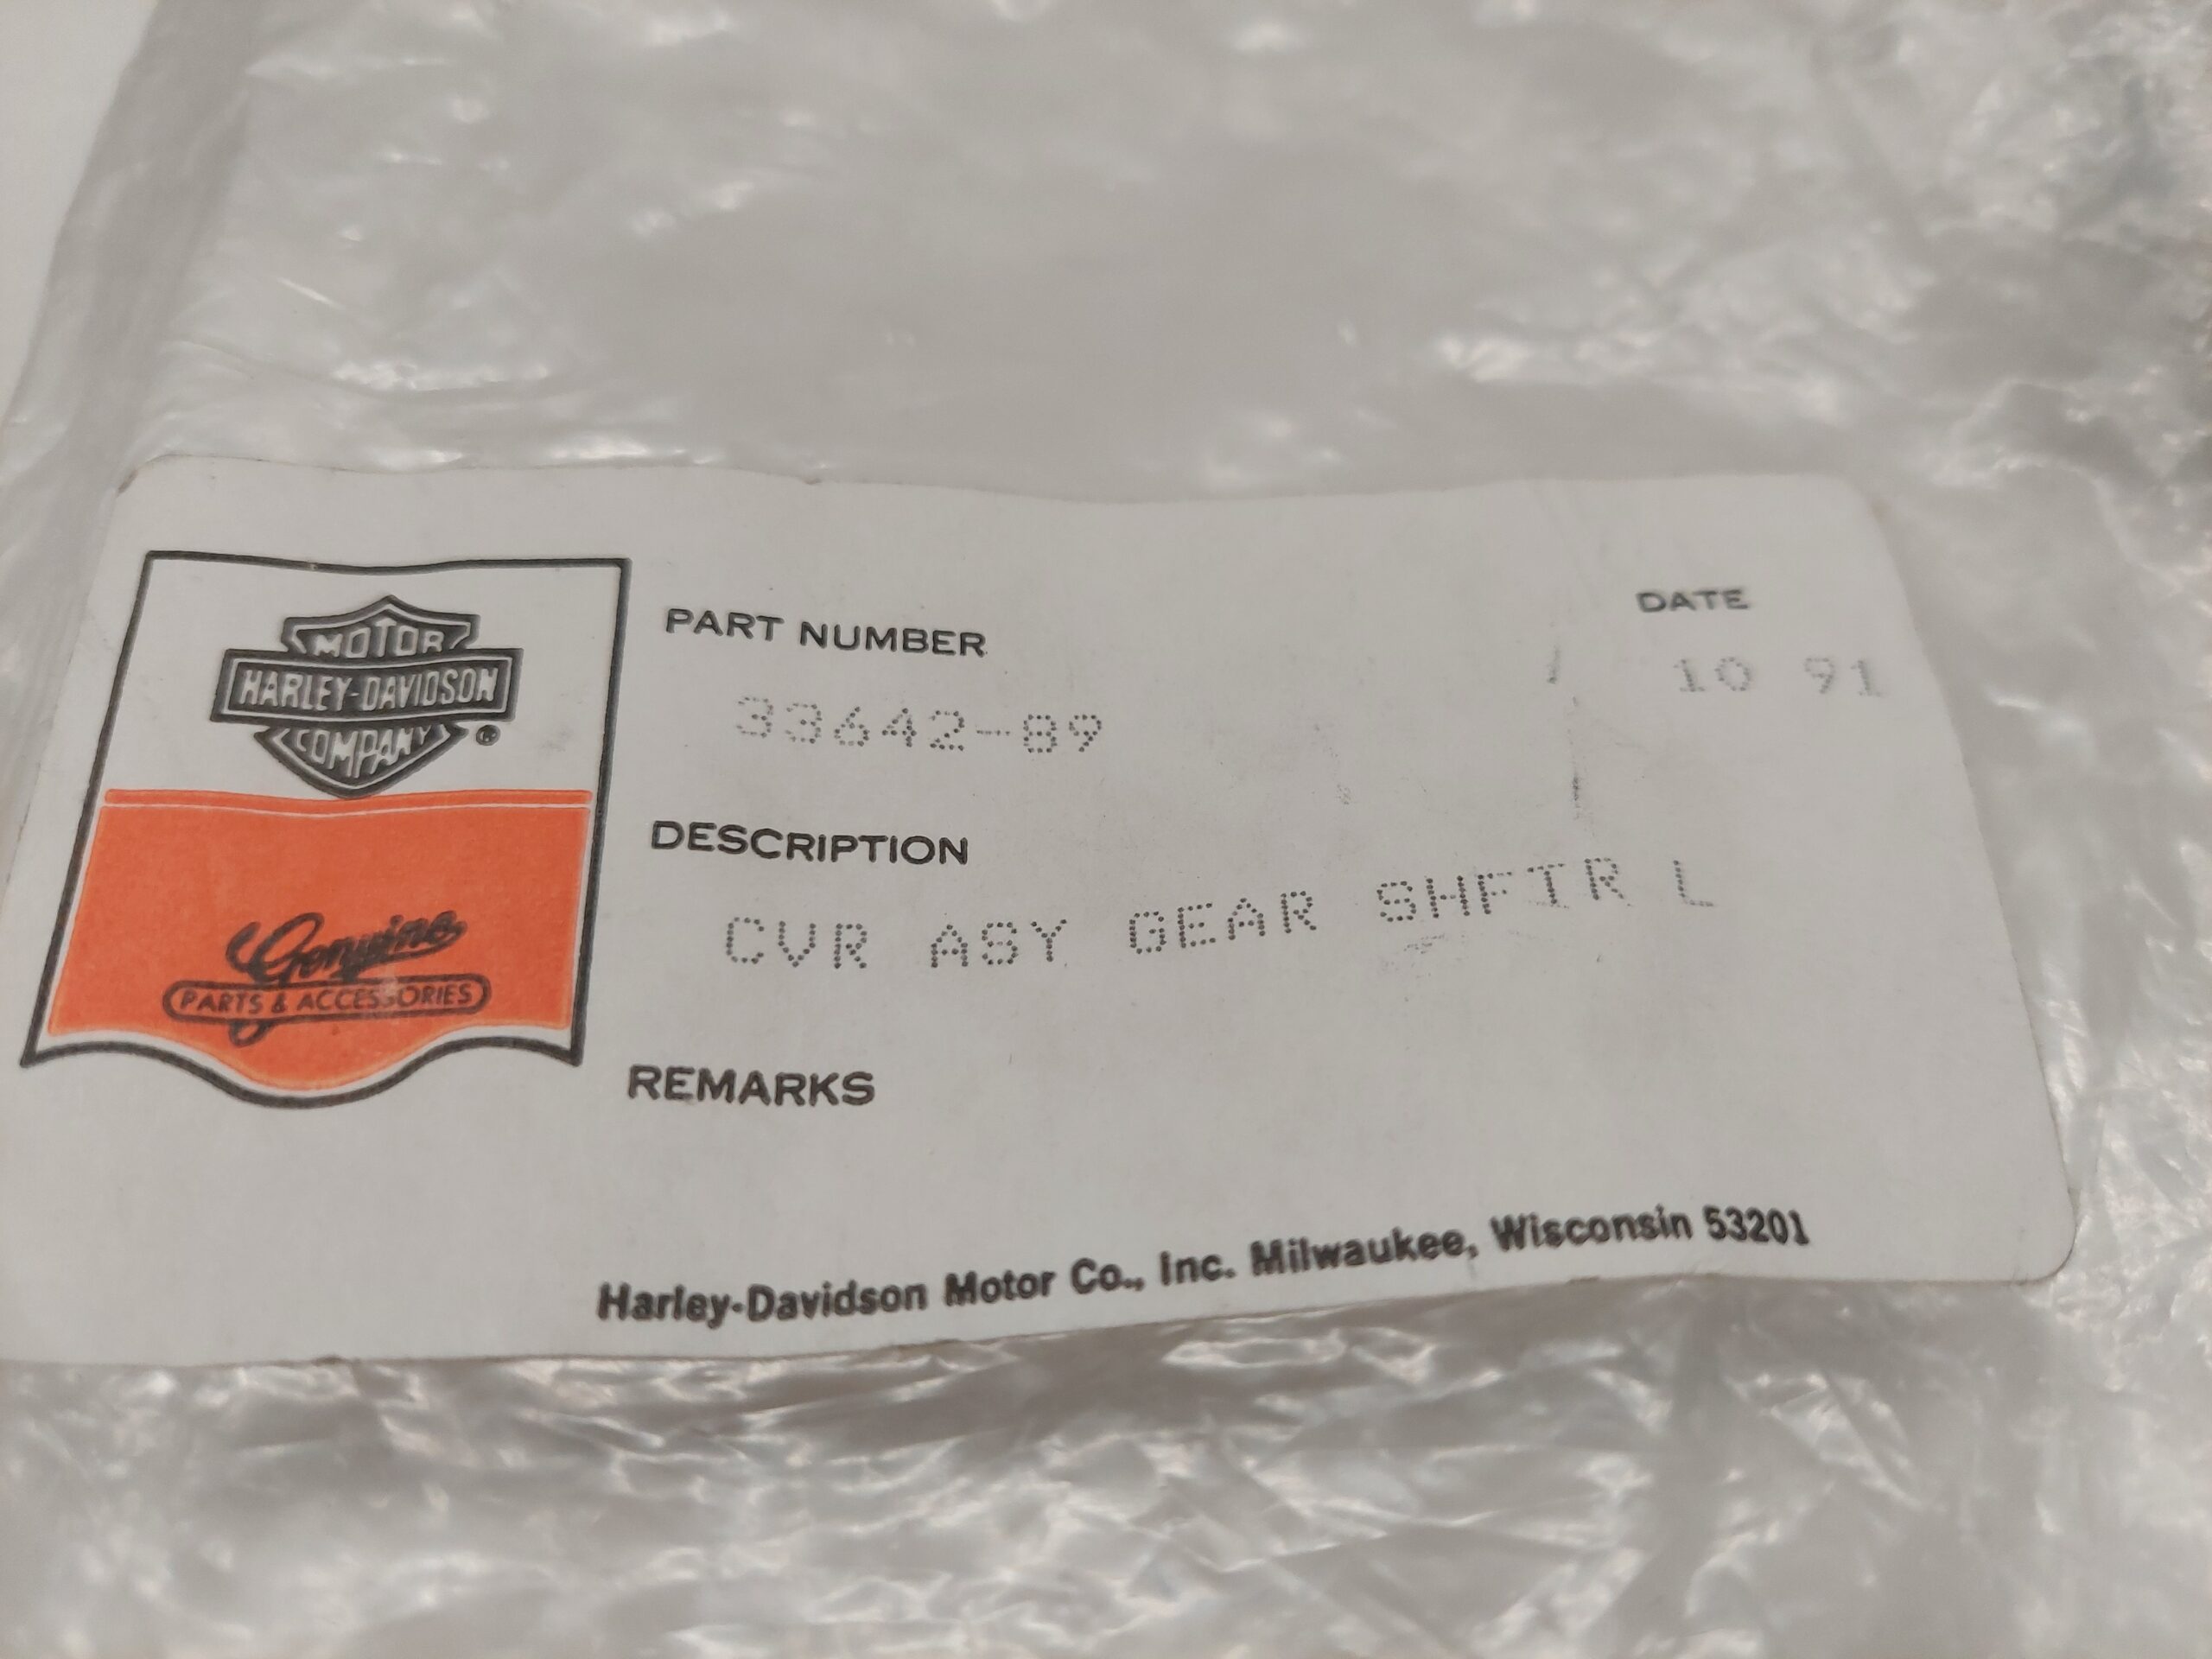 MOTOR
HARLEY-DAVIDSON
COMPANY
®
Genuine
PARTS & ACCESSORIES
PART NUMBER
33642-89
DATE
10 91
DESCRIPTION
CVR ASY GEAR SHFTR L
REMARKS
Harley-Davidson Motor Co., Inc. Milwaukee, Wisconsin 53201